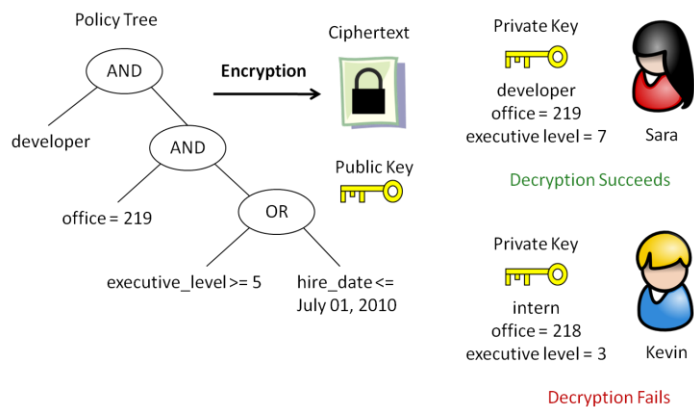 Policy Tree
AND
developer
AND
office = 219
OR
executive_level>= 5
hire_date <=
July 01, 2010
Encryption
Ciphertext
Public Key
Private Key
developer
office = 219
executive level = 7
Sara
Decryption Succeeds
Private Key
intern
office = 218
executive level = 3
Kevin
Decryption Fails